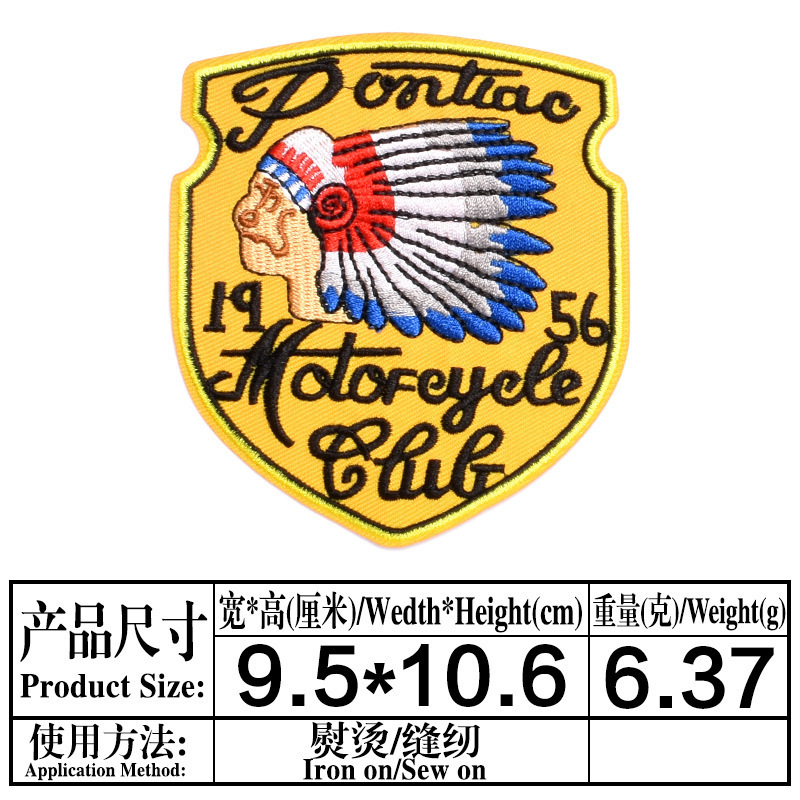 Pontiac
19 56
Motorcycle
Club
产品尺寸
Product Size:
宽*高(厘米)/Wedth*Height(cm)
9.5*10.6
重量(克)/Weight(g)
6.37
使用方法:
Application Method:
熨烫/缝纫
Iron on/Sew on